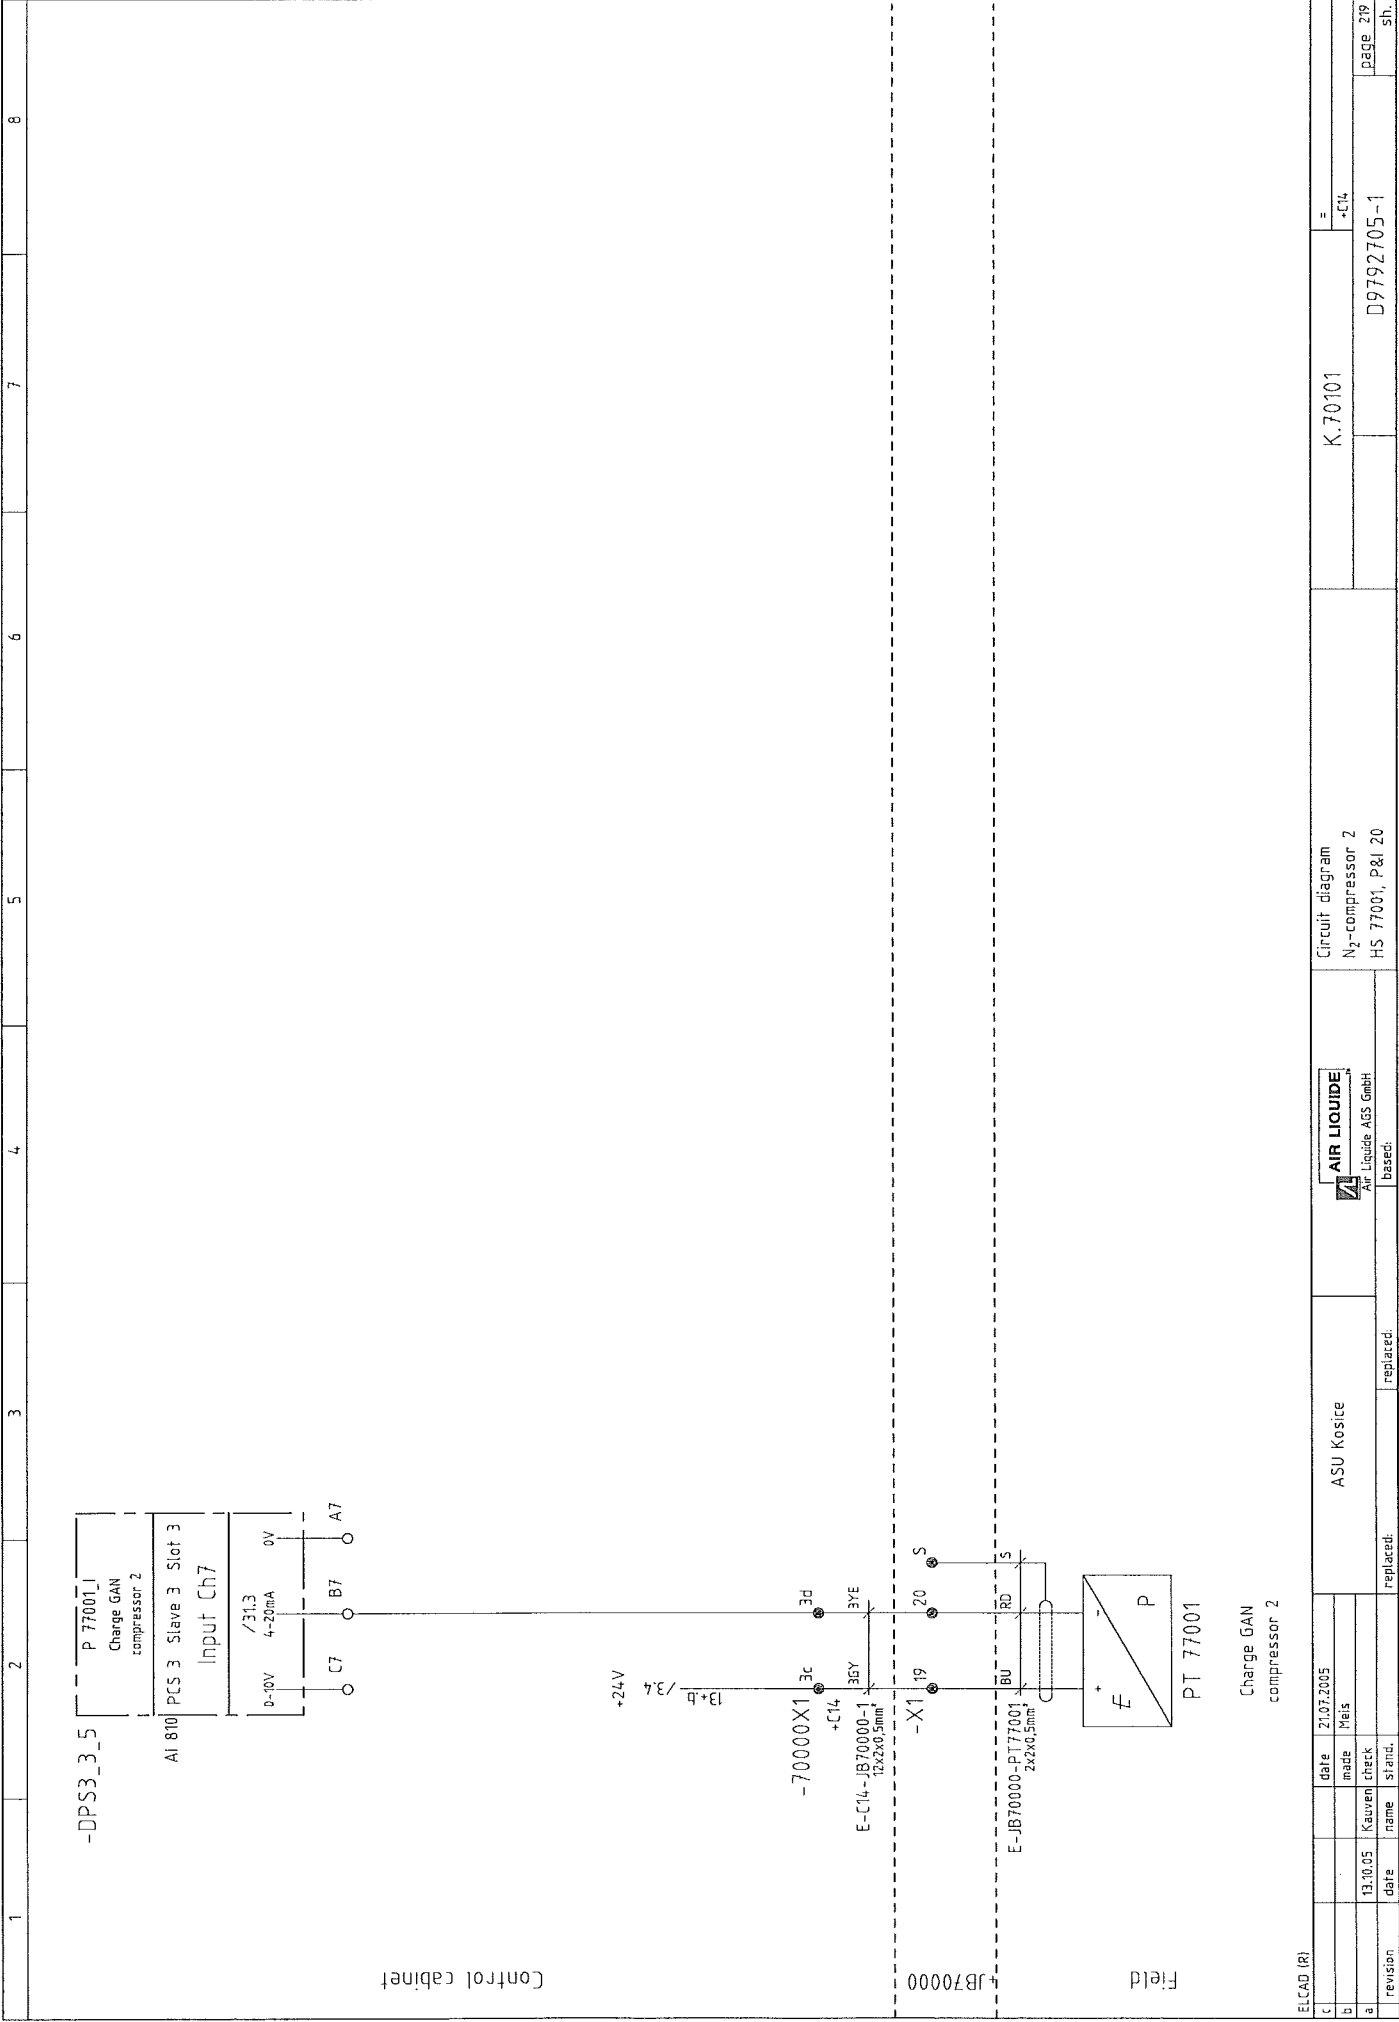 1 2 3 4 5 6 7 8
-DPS3_3_5
P 77001_I
Charge GAN
compressor 2
AI 810 PCS 3 Slave 3 Slot 3
Input Ch7
/31.3
0-10V 4-20mA 0V
C7 B7 A7
Control cabinet
+24V
/3.4
13+.b
-70000X1 3c 3d
+C14
3GY 3YE
E-C14-JB70000-1
12x2x0,5mm²
+JB70000
-X1 19 20 S
BU RD S
E-JB70000-PT77001
2x2x0,5mm²
Field
+ -
E P
PT 77001
Charge GAN
compressor 2
ELCAD (R)
c
b
a 13.10.05 Kauven
revision date name
date 21.07.2005
made Meis
check
stand.
ASU Kosice
replaced:
replaced:
AIR LIQUIDE
Air Liquide AGS GmbH
based:
Circuit diagram
N₂-compressor 2
HS 77001, P&I 20
K.70101
=
+C14
D9792705-1
page 219
sh.